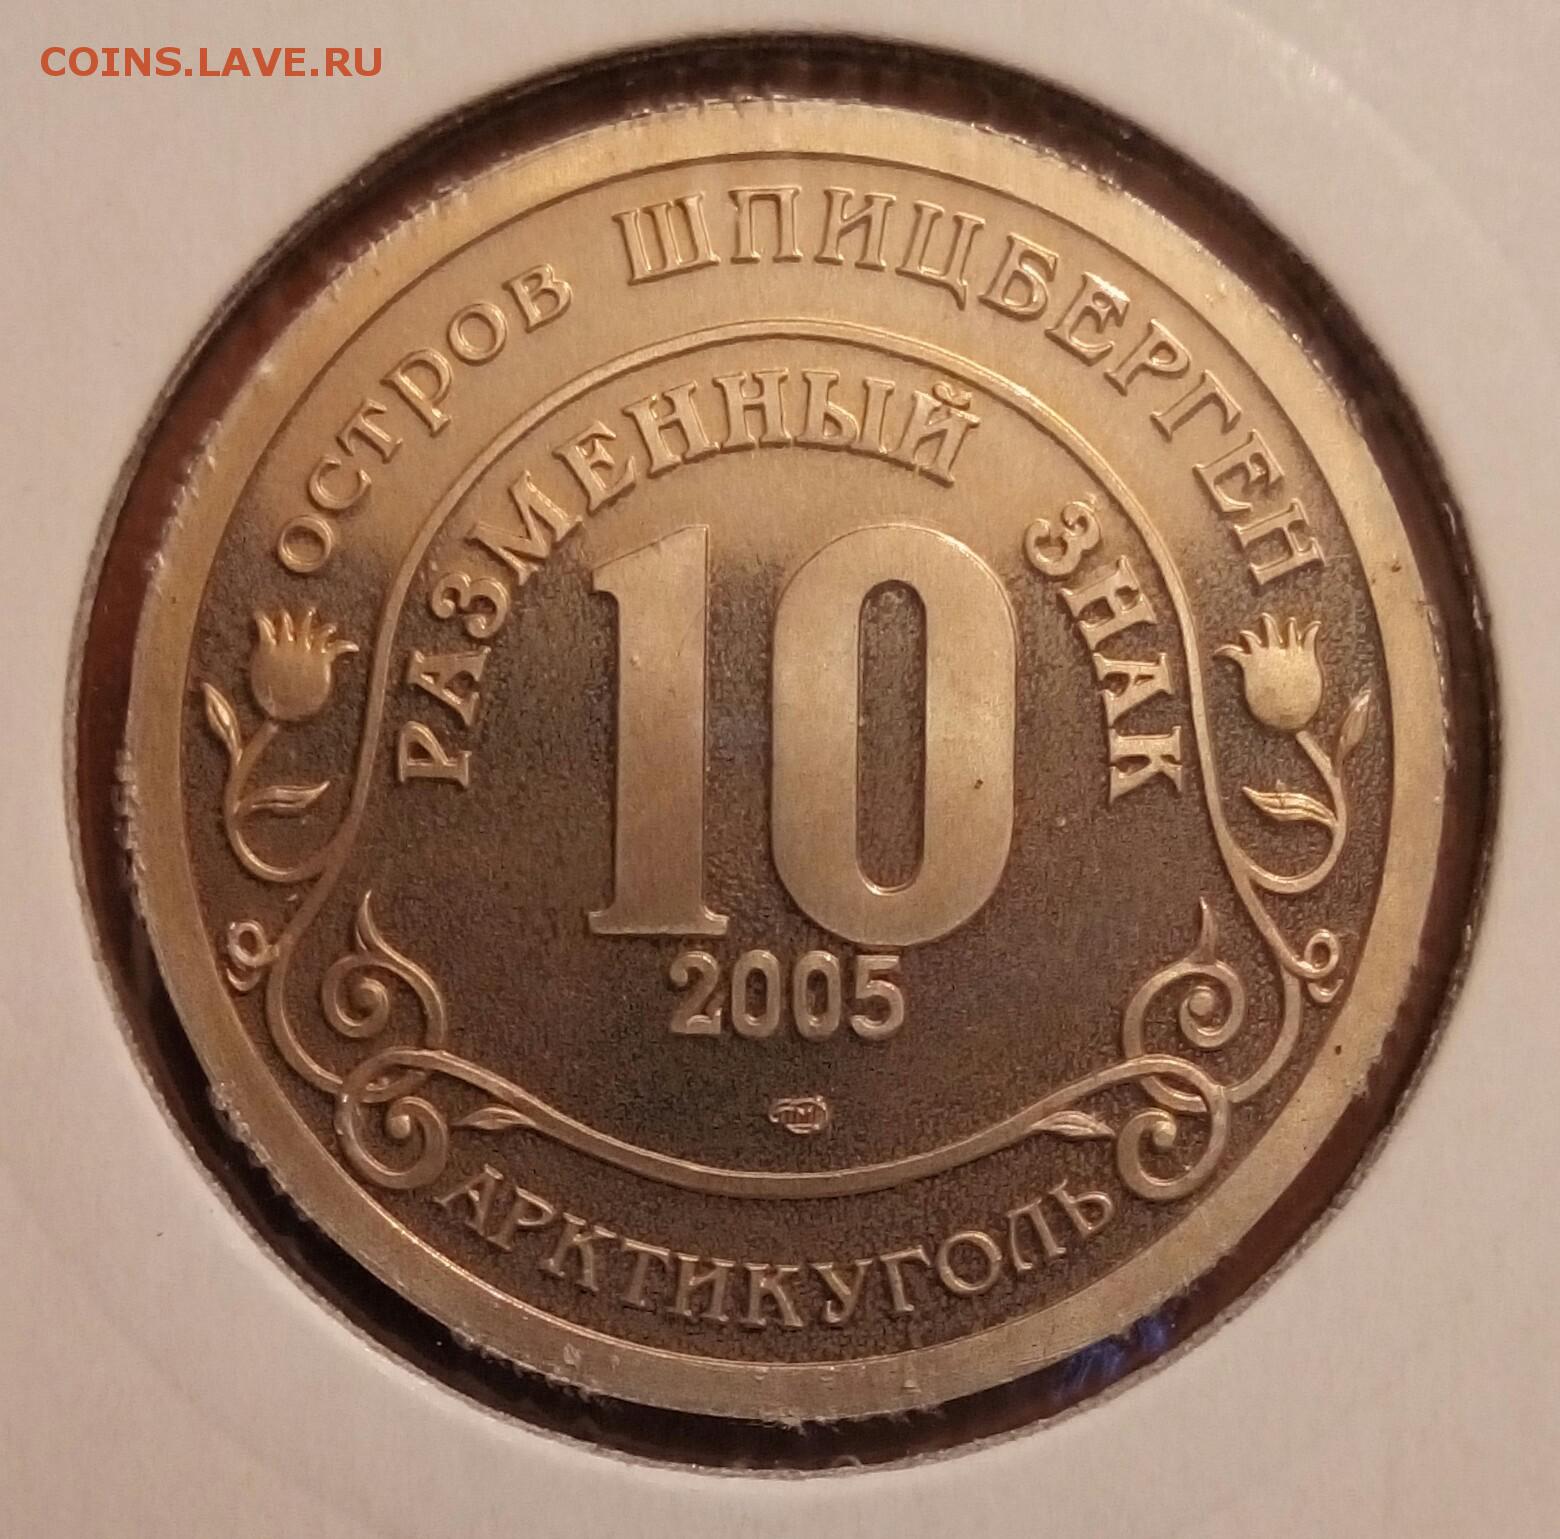 COINS.LAVE.RU
ОСТРОВ ШПИЦБЕРГЕН
РАЗМЕННЫЙ ЗНАК
10
2005
АРКТИКУГОЛЬ